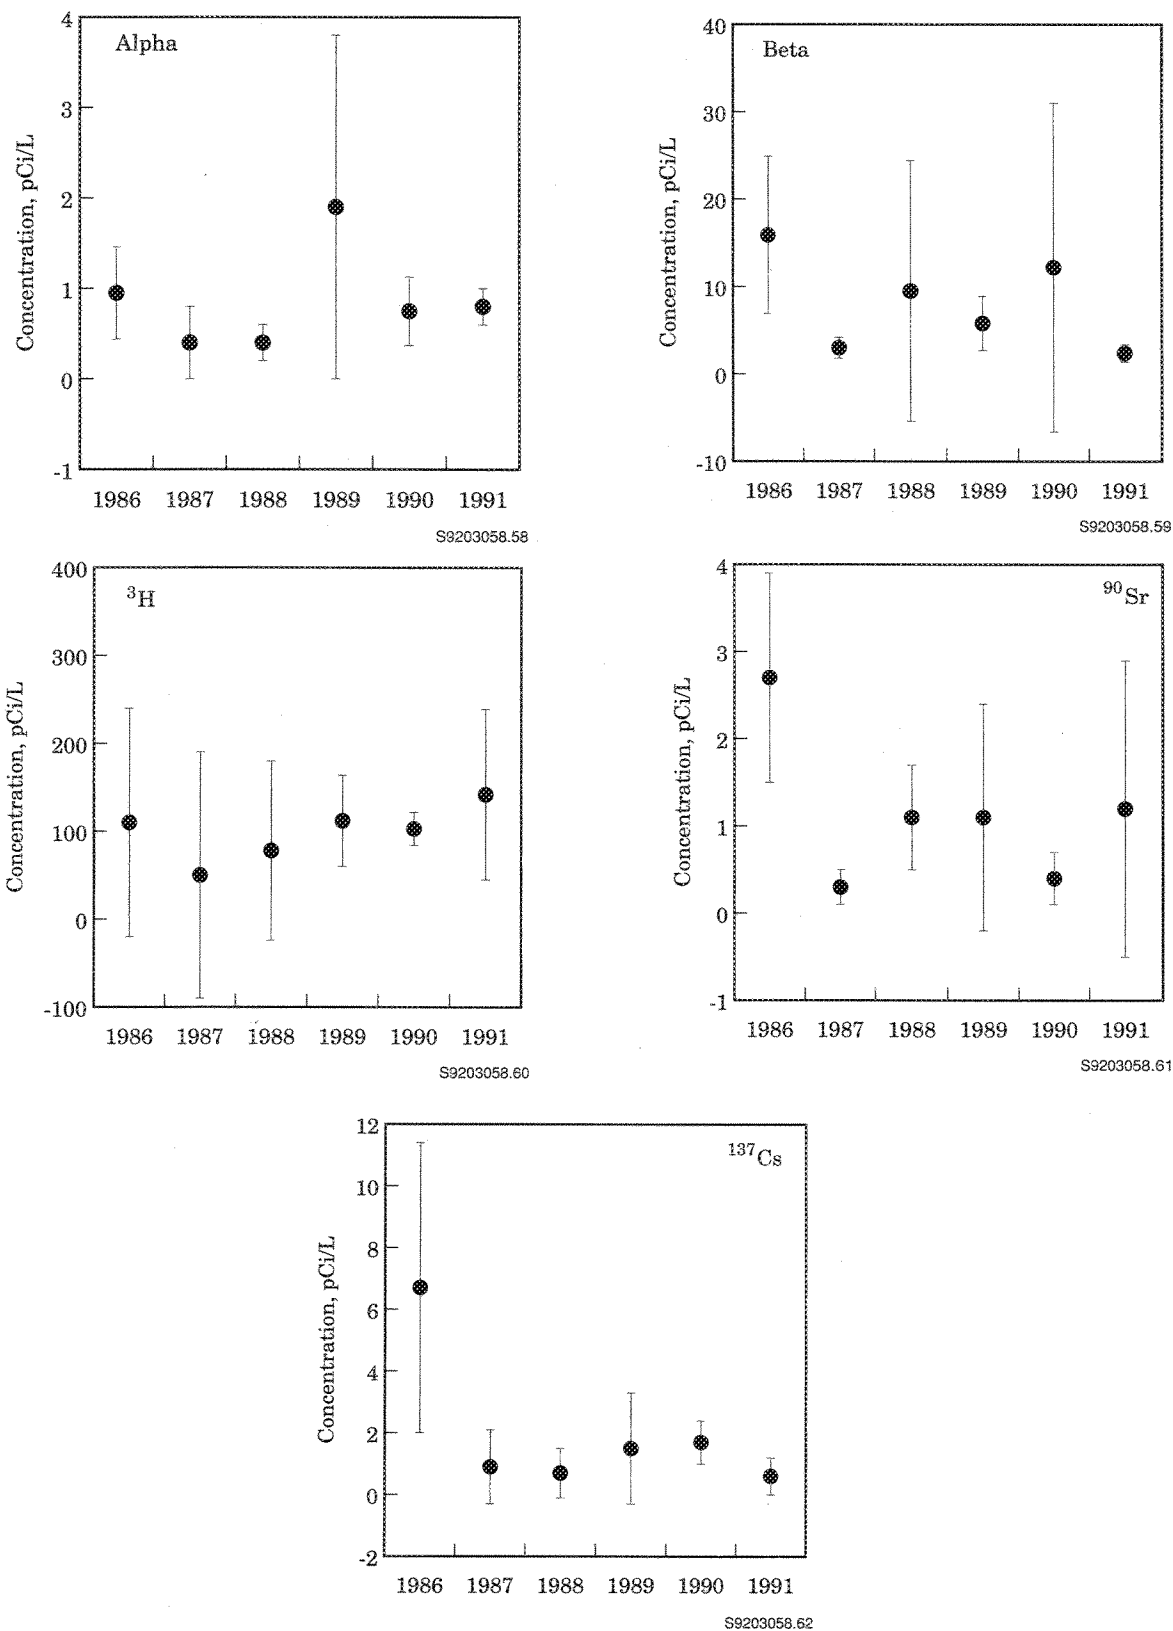 Alpha
Concentration, pCi/L
4
3
2
1
0
-1
1986 1987 1988 1989 1990 1991
S9203058.58
Beta
Concentration, pCi/L
40
30
20
10
0
-10
1986 1987 1988 1989 1990 1991
S9203058.59
³H
Concentration, pCi/L
400
300
200
100
0
-100
1986 1987 1988 1989 1990 1991
S9203058.60
⁹⁰Sr
Concentration, pCi/L
4
3
2
1
0
-1
1986 1987 1988 1989 1990 1991
S9203058.61
¹³⁷Cs
Concentration, pCi/L
12
10
8
6
4
2
0
-2
1986 1987 1988 1989 1990 1991
S9203058.62